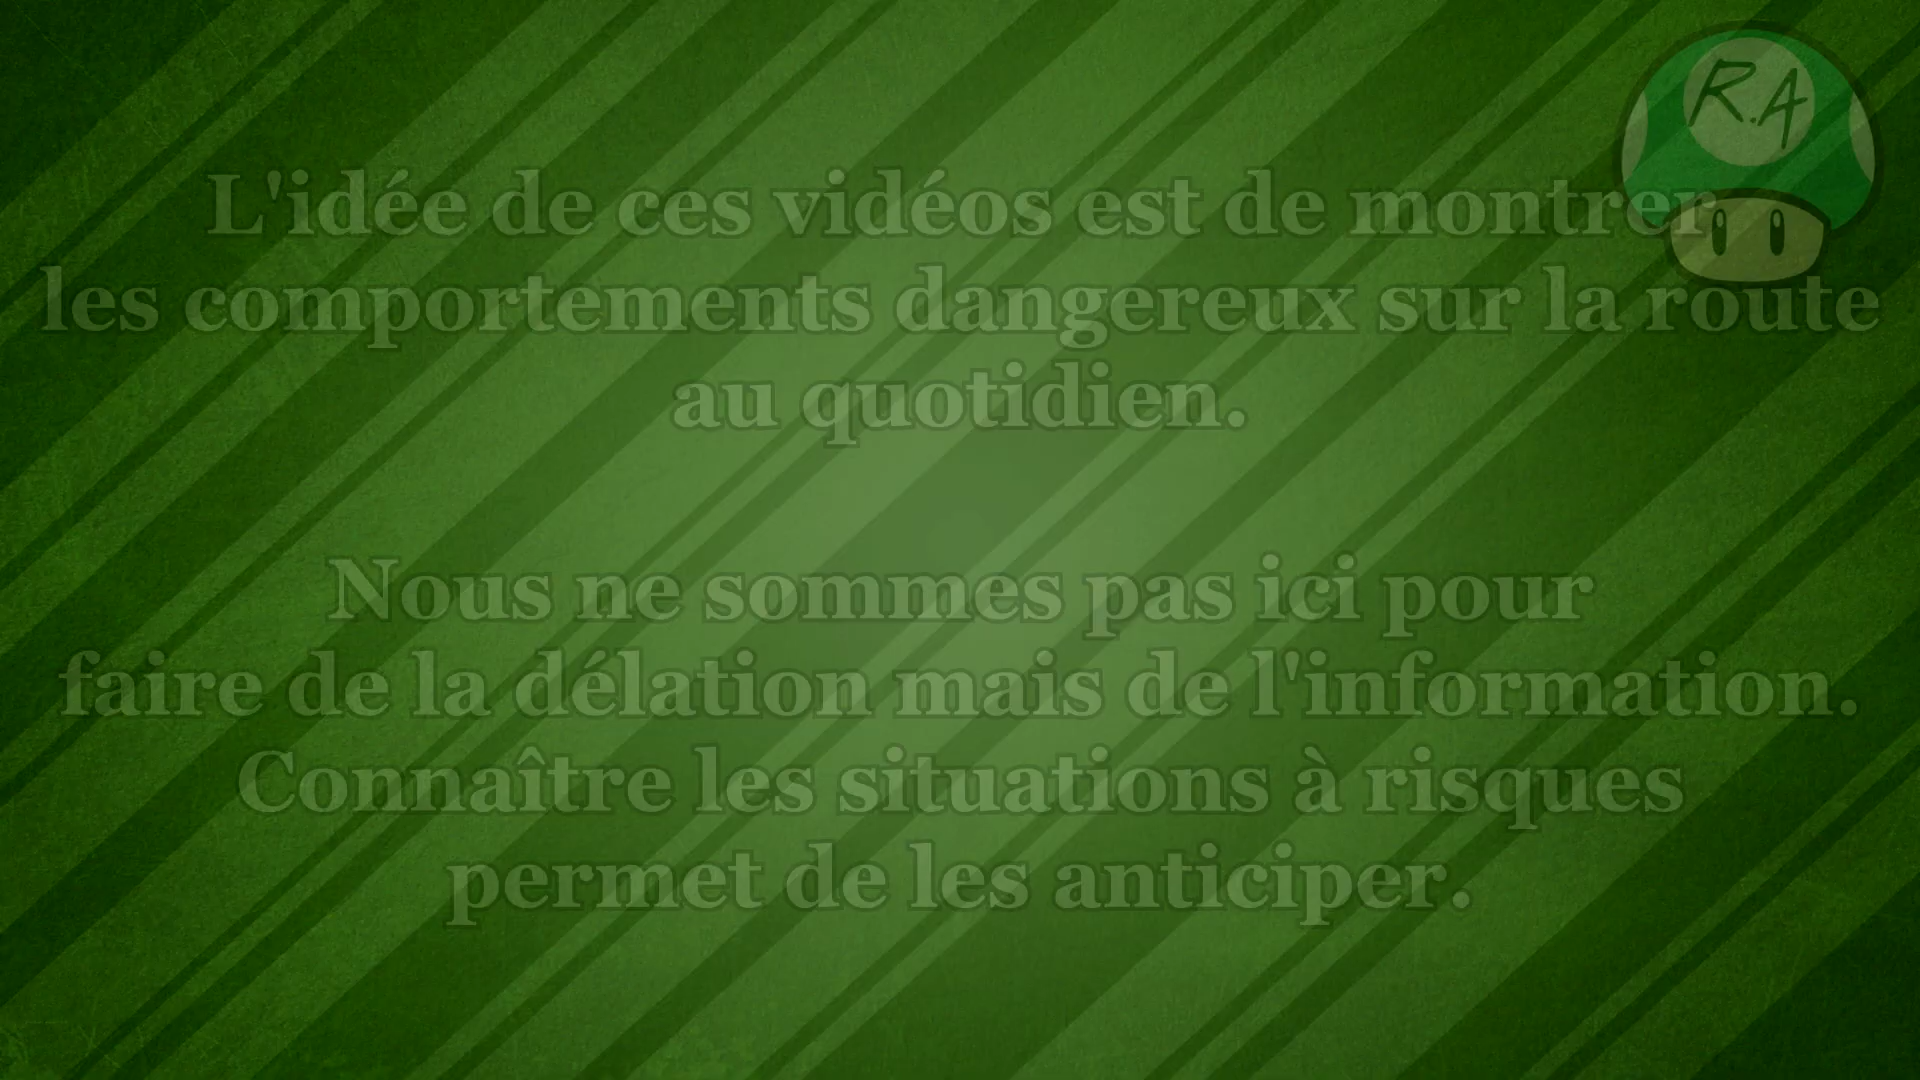 R.A
L'idée de ces vidéos est de montrer
les comportements dangereux sur la route
au quotidien.
Nous ne sommes pas ici pour
faire de la délation mais de l'information.
Connaître les situations à risques
permet de les anticiper.